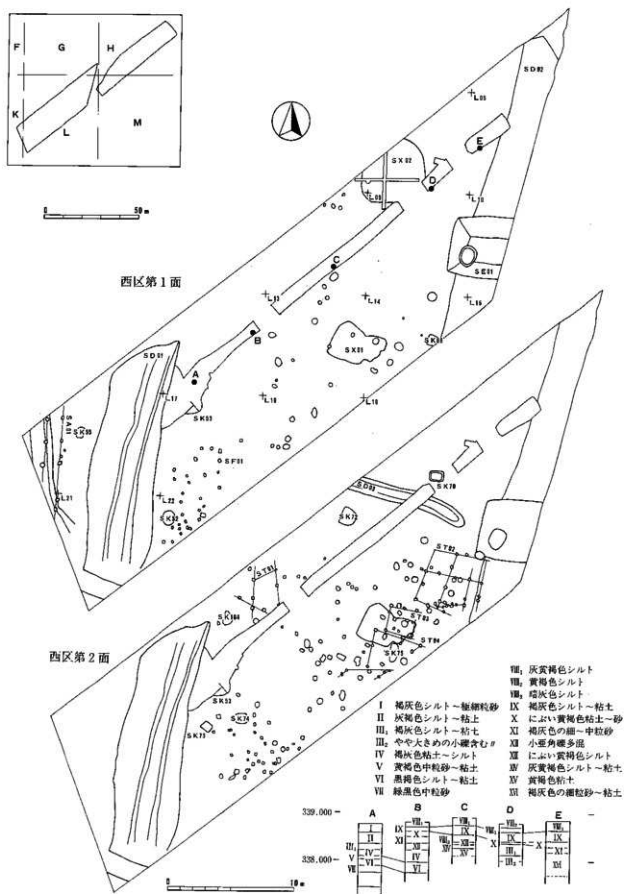 F G H
K L M
0 50 m
西区第1面
SD02
L05
E
SX02
D
L09
L10
SE01
C
L13
L14
L15
B
SX01
SD01
A
L17
L18
L19
SK53
SA01
SK55
SF01
L21
L22
SK52
西区第2面
SK70
SD03
SK72
ST02
ST01
ST03
ST04
SK75
SK53
SK74
SK73
Ⅰ 褐灰色シルト~極細粒砂
Ⅱ 灰褐色シルト~粘土
Ⅲ₁ 褐灰色シルト~粘土
Ⅲ₂ やや大きめの小礫含む〃
Ⅳ 褐灰色粘土~シルト
Ⅴ 黄褐色中粒砂~粘土
Ⅵ 黒褐色シルト~粘土
Ⅶ 緑黒色中粒砂
Ⅷ₁ 灰黄褐色シルト
Ⅷ₂ 黄褐色シルト
Ⅷ₃ 暗灰色シルト
Ⅸ 褐灰色シルト~粘土
Ⅹ にぶい黄褐色粘土~砂
Ⅺ 褐灰色の細~中粒砂
Ⅻ 小亜角礫多混
XIII にぶい黄褐色シルト
XIV 灰黄褐色シルト~粘土
XV 黄褐色粘土
XVI 褐灰色の細粒砂~粘土
339.000
338.000
A B C D E
0 10 m